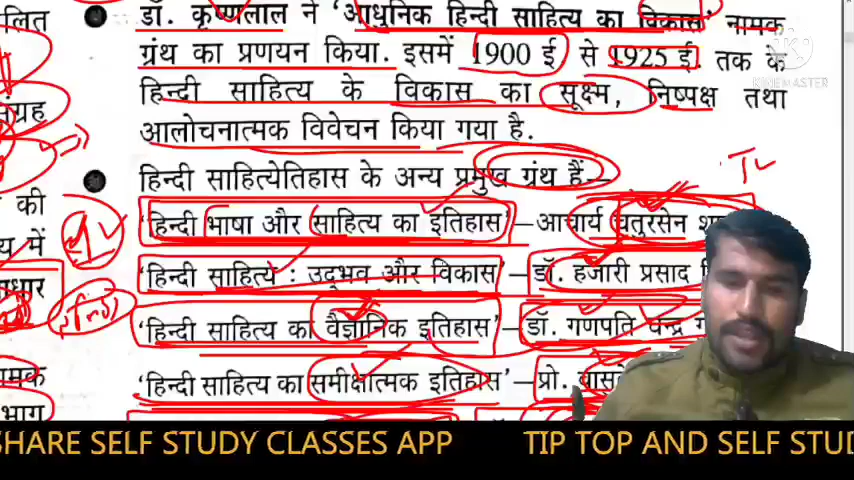 लित
डॉ. कृष्णलाल ने 'आधुनिक हिन्दी साहित्य का विकास' नामक
ग्रंथ का प्रणयन किया. इसमें 1900 ई से 1925 ई. तक के
KINEMASTER
हिन्दी साहित्य के विकास का सूक्ष्म, निष्पक्ष तथा
संग्रह
आलोचनात्मक विवेचन किया गया है.
हिन्दी साहित्येतिहास के अन्य प्रमुख ग्रंथ हैं–
की
'हिन्दी भाषा और साहित्य का इतिहास'–आचार्य चतुरसेन
य में
'हिन्दी साहित्य : उद्भव और विकास'–डॉ. हजारी प्रसाद
'हिन्दी साहित्य का वैज्ञानिक इतिहास'–डॉ. गणपति चन्द्र
'हिन्दी साहित्य का समीक्षात्मक इतिहास'–प्रो.
भाग
SHARE SELF STUDY CLASSES APP TIP TOP AND SELF STUD